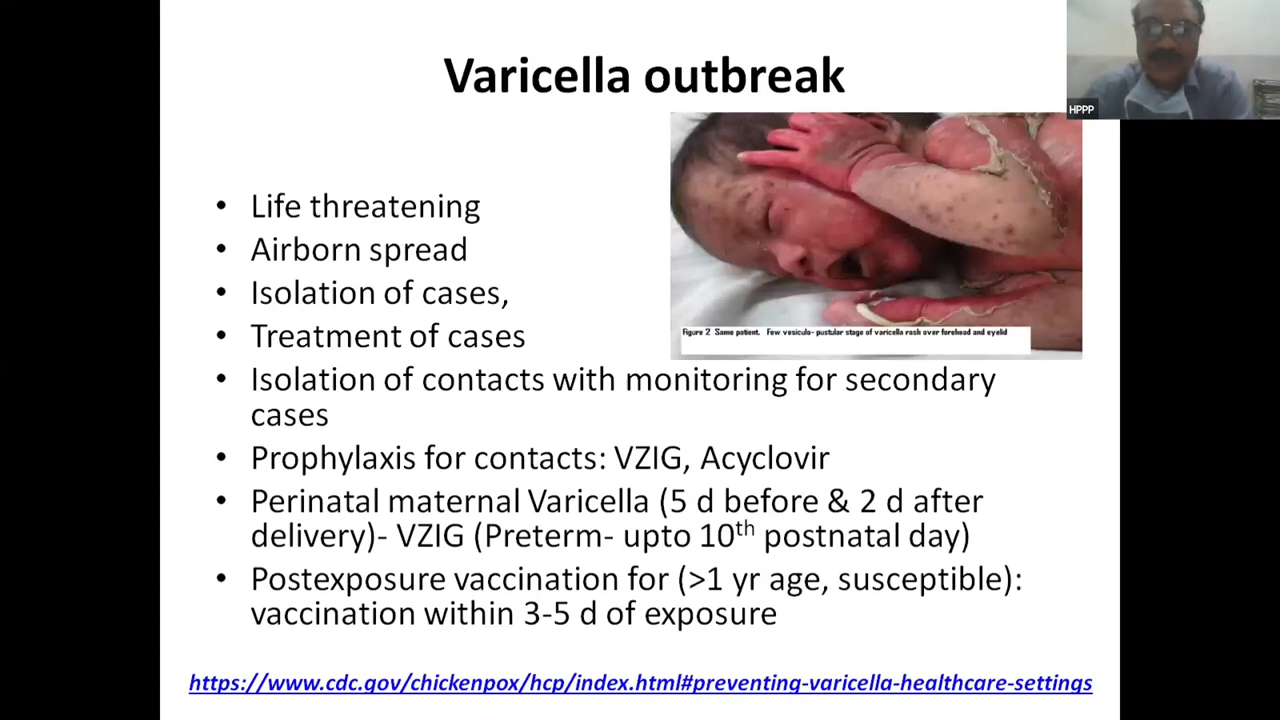 Varicella outbreak
HPPP
Figure 2 Same patient. Few vesiculo- pustular stage of varicella rash over forehead and eyelid
• Life threatening
• Airborn spread
• Isolation of cases,
• Treatment of cases
• Isolation of contacts with monitoring for secondary
cases
• Prophylaxis for contacts: VZIG, Acyclovir
• Perinatal maternal Varicella (5 d before & 2 d after
delivery)- VZIG (Preterm- upto 10th postnatal day)
• Postexposure vaccination for (>1 yr age, susceptible):
vaccination within 3-5 d of exposure
https://www.cdc.gov/chickenpox/hcp/index.html#preventing-varicella-healthcare-settings